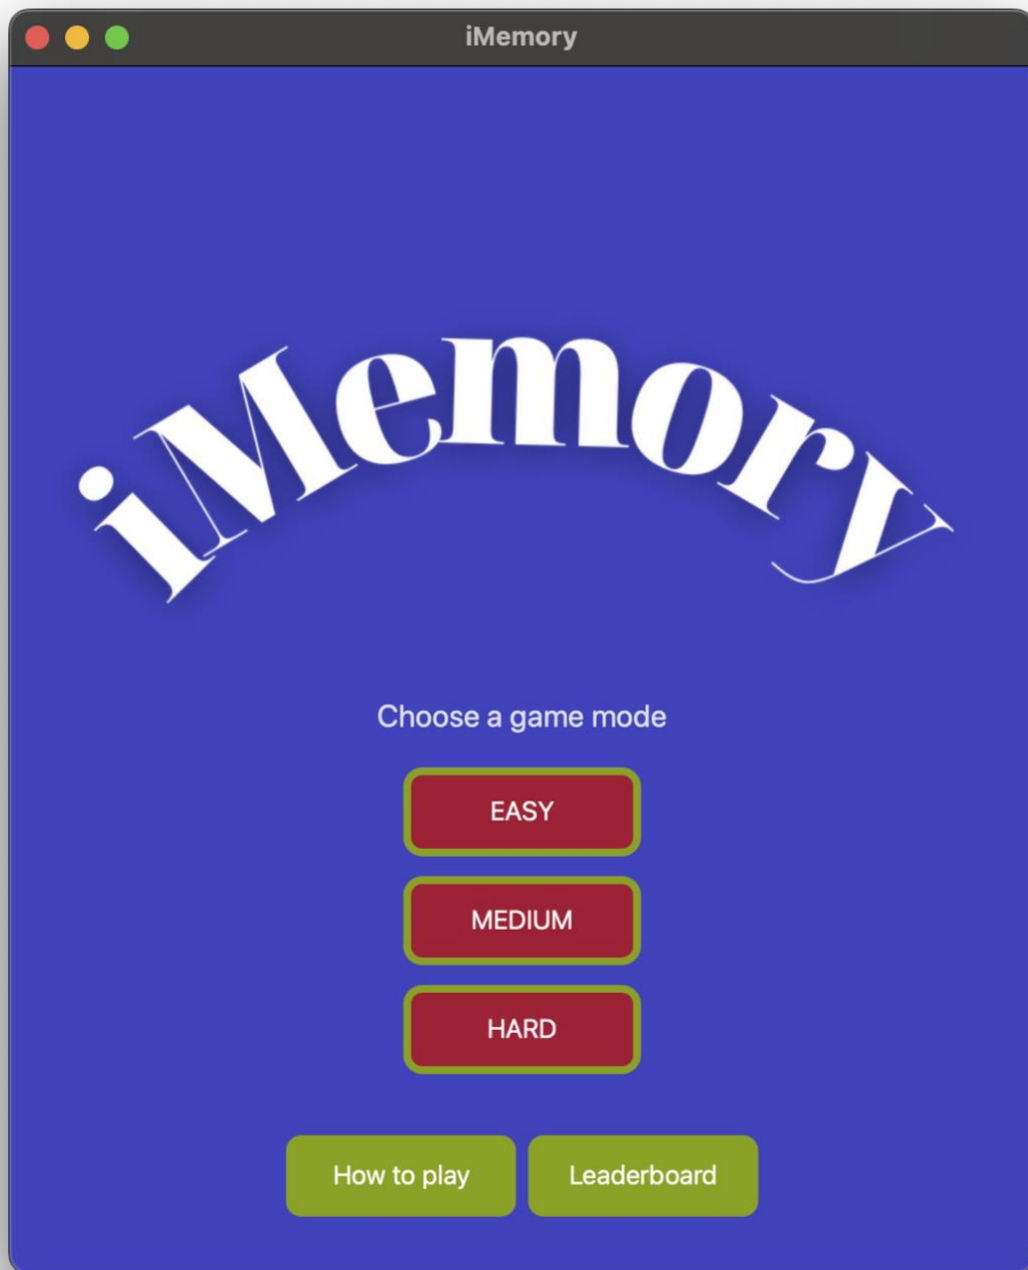 iMemory
iMemory
Choose a game mode
EASY
MEDIUM
HARD
How to play
Leaderboard